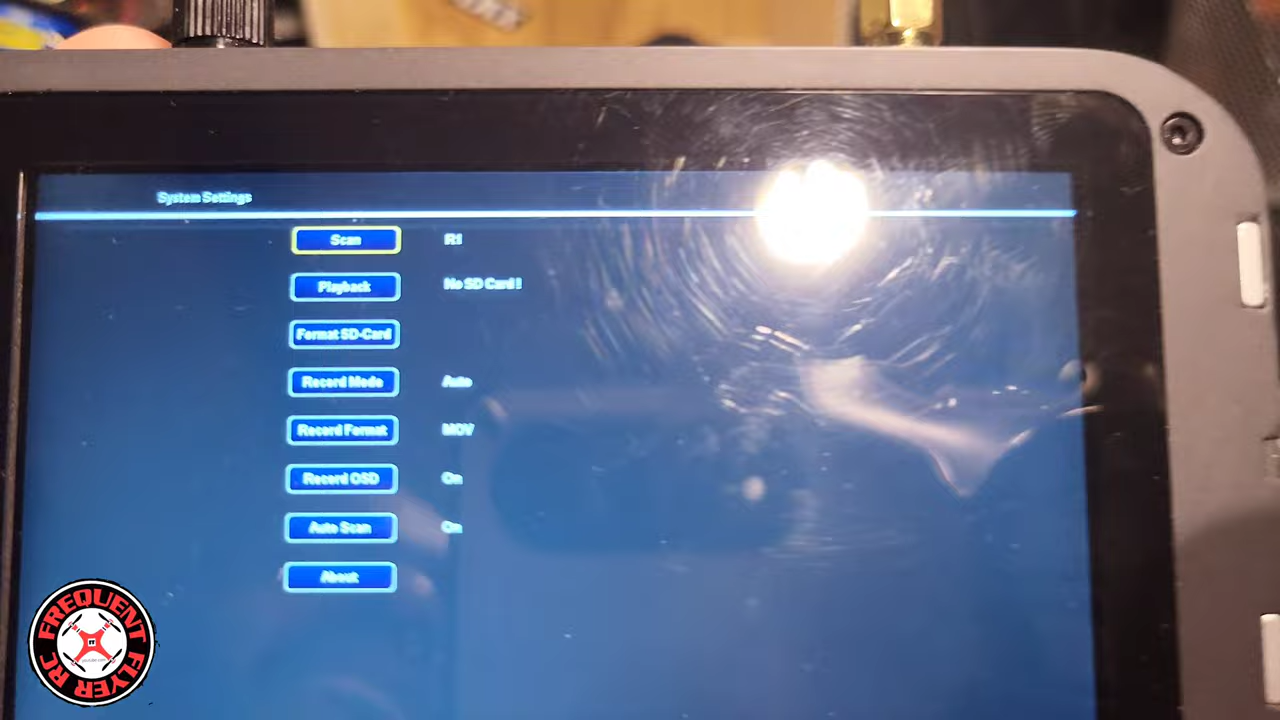 System Settings
Scan R1
Playback No SD Card!
Format SD-Card
Record Mode Auto
Record Format MOV
Record OSD On
Auto Scan On
About
FREQUENT FLYER RC